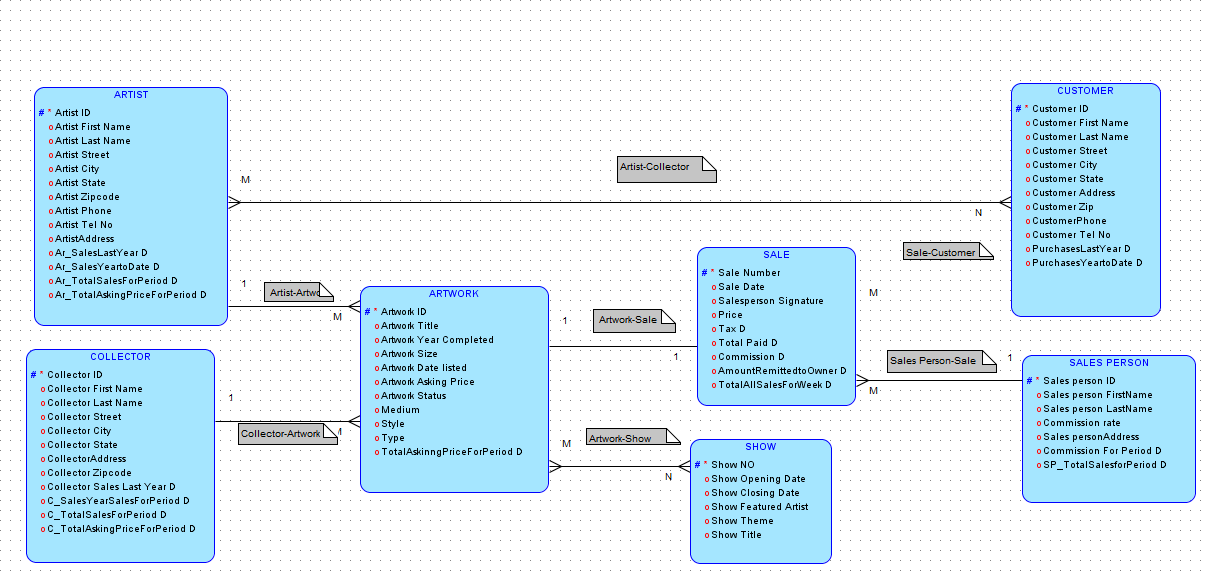 ARTIST
# * Artist ID
o Artist First Name
o Artist Last Name
o Artist Street
o Artist City
o Artist State
o Artist Zipcode
o Artist Phone
o Artist Tel No
o ArtistAddress
o Ar_SalesLastYear D
o Ar_SalesYeartoDate D
o Ar_TotalSalesForPeriod D
o Ar_TotalAskingPriceForPeriod D
M
Artist-Collector
N
CUSTOMER
# * Customer ID
o Customer First Name
o Customer Last Name
o Customer Street
o Customer City
o Customer State
o Customer Address
o Customer Zip
o CustomerPhone
o Customer Tel No
o PurchasesLastYear D
o PurchasesYeartoDate D
Sale-Customer
M
1
Artist-Artwo
M
ARTWORK
# * Artwork ID
o Artwork Title
o Artwork Year Completed
o Artwork Size
o Artwork Date listed
o Artwork Asking Price
o Artwork Status
o Medium
o Style
o Type
o TotalAskinngPriceForPeriod D
1
Artwork-Sale
1
SALE
# * Sale Number
o Sale Date
o Salesperson Signature
o Price
o Tax D
o Total Paid D
o Commission D
o AmountRemittedtoOwner D
o TotalAllSalesForWeek D
Sales Person-Sale
1
M
SALES PERSON
# * Sales person ID
o Sales person FirstName
o Sales person LastName
o Commission rate
o Sales personAddress
o Commission For Period D
o SP_TotalSalesforPeriod D
COLLECTOR
# * Collector ID
o Collector First Name
o Collector Last Name
o Collector Street
o Collector City
o Collector State
o CollectorAddress
o Collector Zipcode
o Collector Sales Last Year D
o C_SalesYearSalesForPeriod D
o C_TotalSalesForPeriod D
o C_TotalAskingPriceForPeriod D
1
Collector-Artwork
M
Artwork-Show
N
SHOW
# * Show NO
o Show Opening Date
o Show Closing Date
o Show Featured Artist
o Show Theme
o Show Title